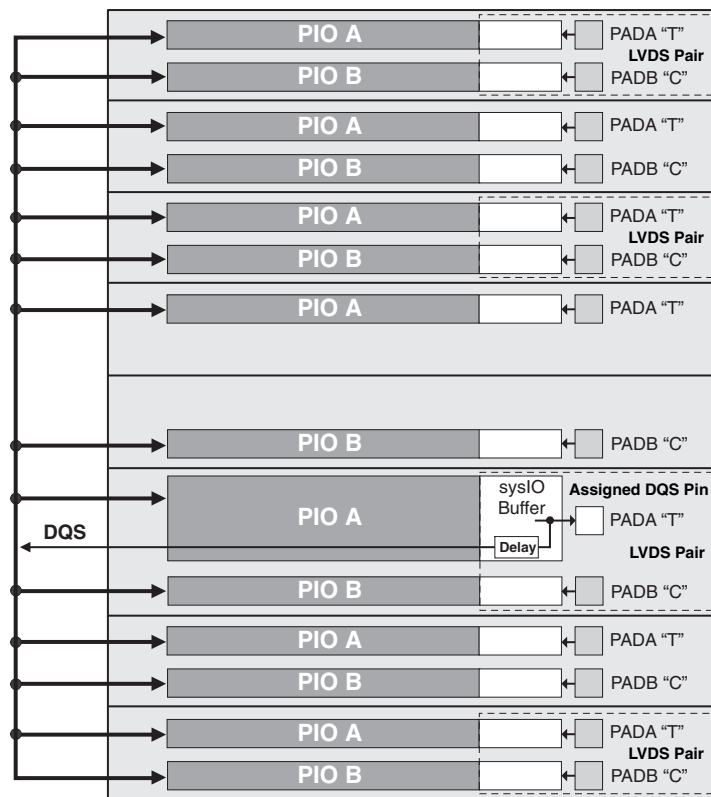 PIO A PADA “T”
LVDS Pair
PIO B PADB “C”
PIO A PADA “T”
PIO B PADB “C”
PIO A PADA “T”
LVDS Pair
PIO B PADB “C”
PIO A PADA “T”
PIO B PADB “C”
sysIO Assigned DQS Pin
Buffer
PIO A PADA “T”
DQS Delay LVDS Pair
PIO B PADB “C”
PIO A PADA “T”
PIO B PADB “C”
PIO A PADA “T”
LVDS Pair
PIO B PADB “C”